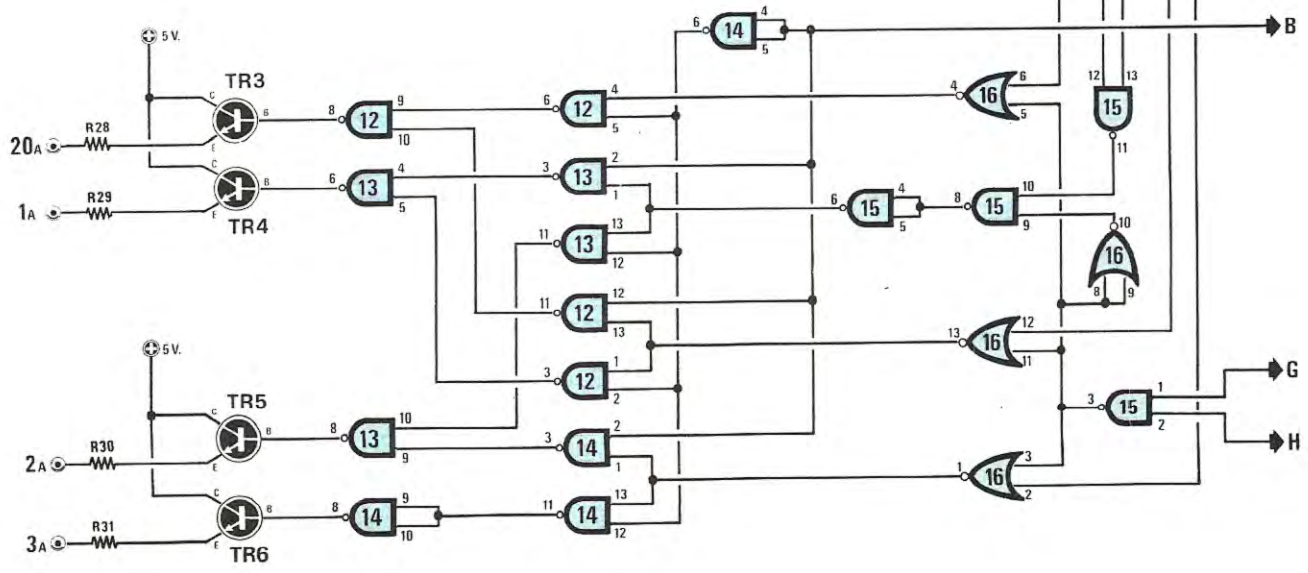 4
6 14 B
5
5 V.
12 13
TR3
C
6
4 16
5
15
9
8 12
10
4
6 12
5
B
R28
20A
E
11
C
2
3 13
1
4
6 13
5
B
10
8 15
9
4
6 15
5
R29
1A
E
TR4
13
11 13
12
10
16
8 9
12
11 12
13
12
13 16
11
5 V.
1
3 12
2
G
1
3 15
2
TR5
C
H
10
8 13
9
B
2
3 14
1
R30
2A
E
3
1 16
2
C
13
11 14
12
9
8 14
10
B
R31
3A
E
TR6